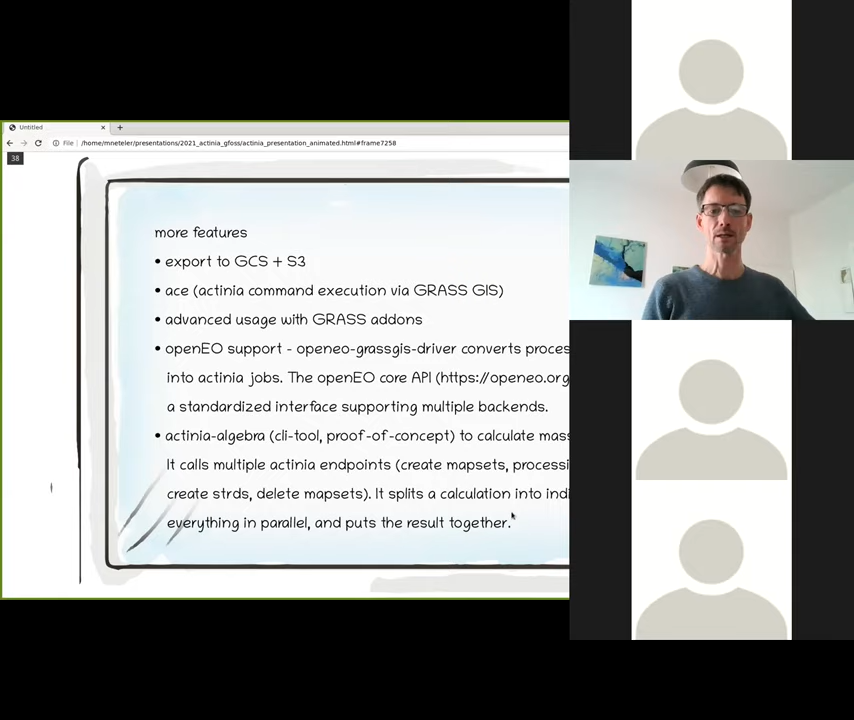 Untitled
File
/home/mneteler/presentations/2021_actinia_gfoss/actinia_presentation_animated.html#frame7258
38
more features
• export to GCS + S3
• ace (actinia command execution via GRASS GIS)
• advanced usage with GRASS addons
• openEO support - openeo-grassgis-driver converts proces
into actinia jobs. The openEO core API (https://openeo.org
a standardized interface supporting multiple backends.
• actinia-algebra (cli-tool, proof-of-concept) to calculate mass
It calls multiple actinia endpoints (create mapsets, processi
create strds, delete mapsets). It splits a calculation into indi
everything in parallel, and puts the result together.